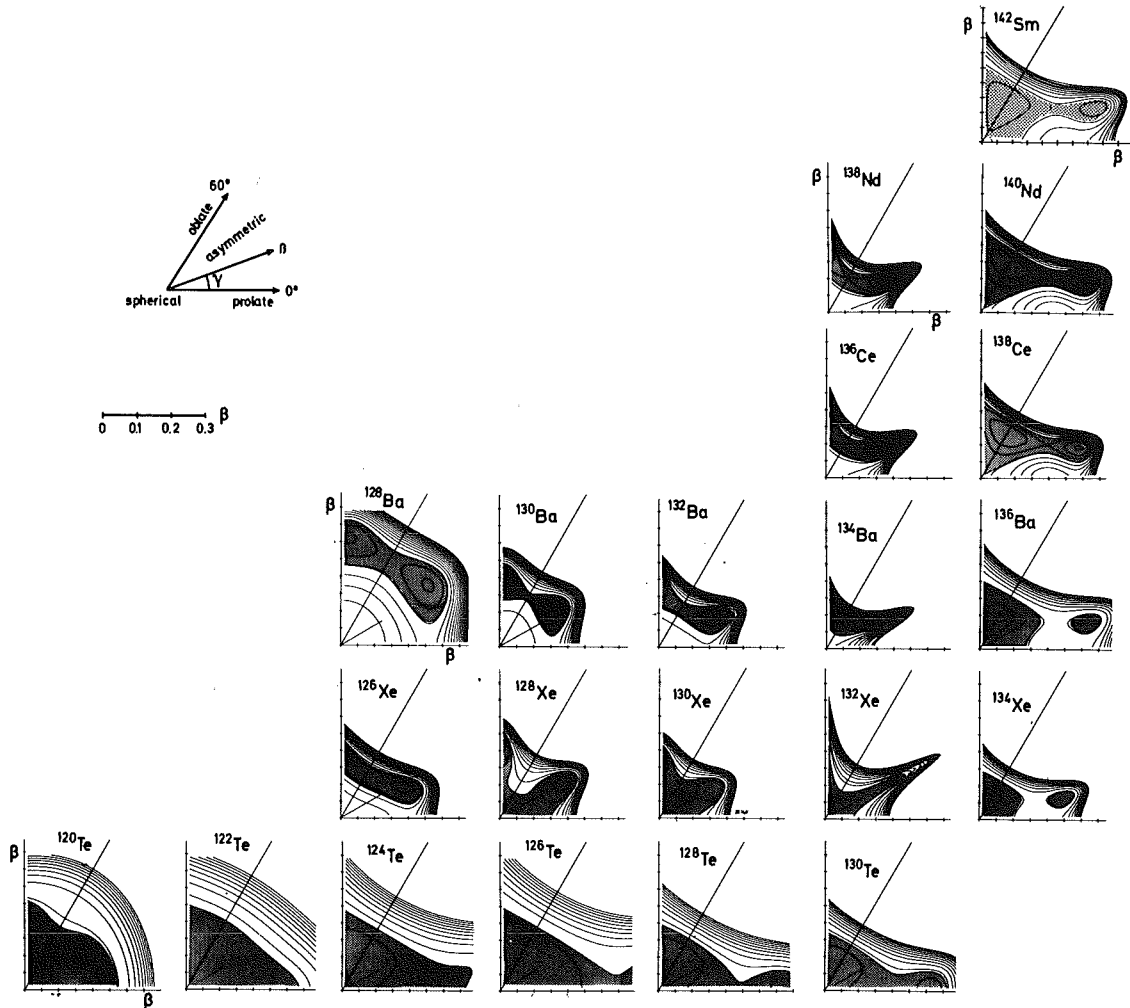 β ¹⁴²Sm
β
60°
oblate
asymmetric
β
γ
spherical prolate 0°
β ¹³⁸Nd ¹⁴⁰Nd
β
¹³⁶Ce ¹³⁸Ce
β
0 0.1 0.2 0.3
β ¹²⁸Ba ¹³⁰Ba ¹³²Ba ¹³⁴Ba ¹³⁶Ba
β
¹²⁶Xe ¹²⁸Xe ¹³⁰Xe ¹³²Xe ¹³⁴Xe
β ¹²⁰Te ¹²²Te ¹²⁴Te ¹²⁶Te ¹²⁸Te ¹³⁰Te
β